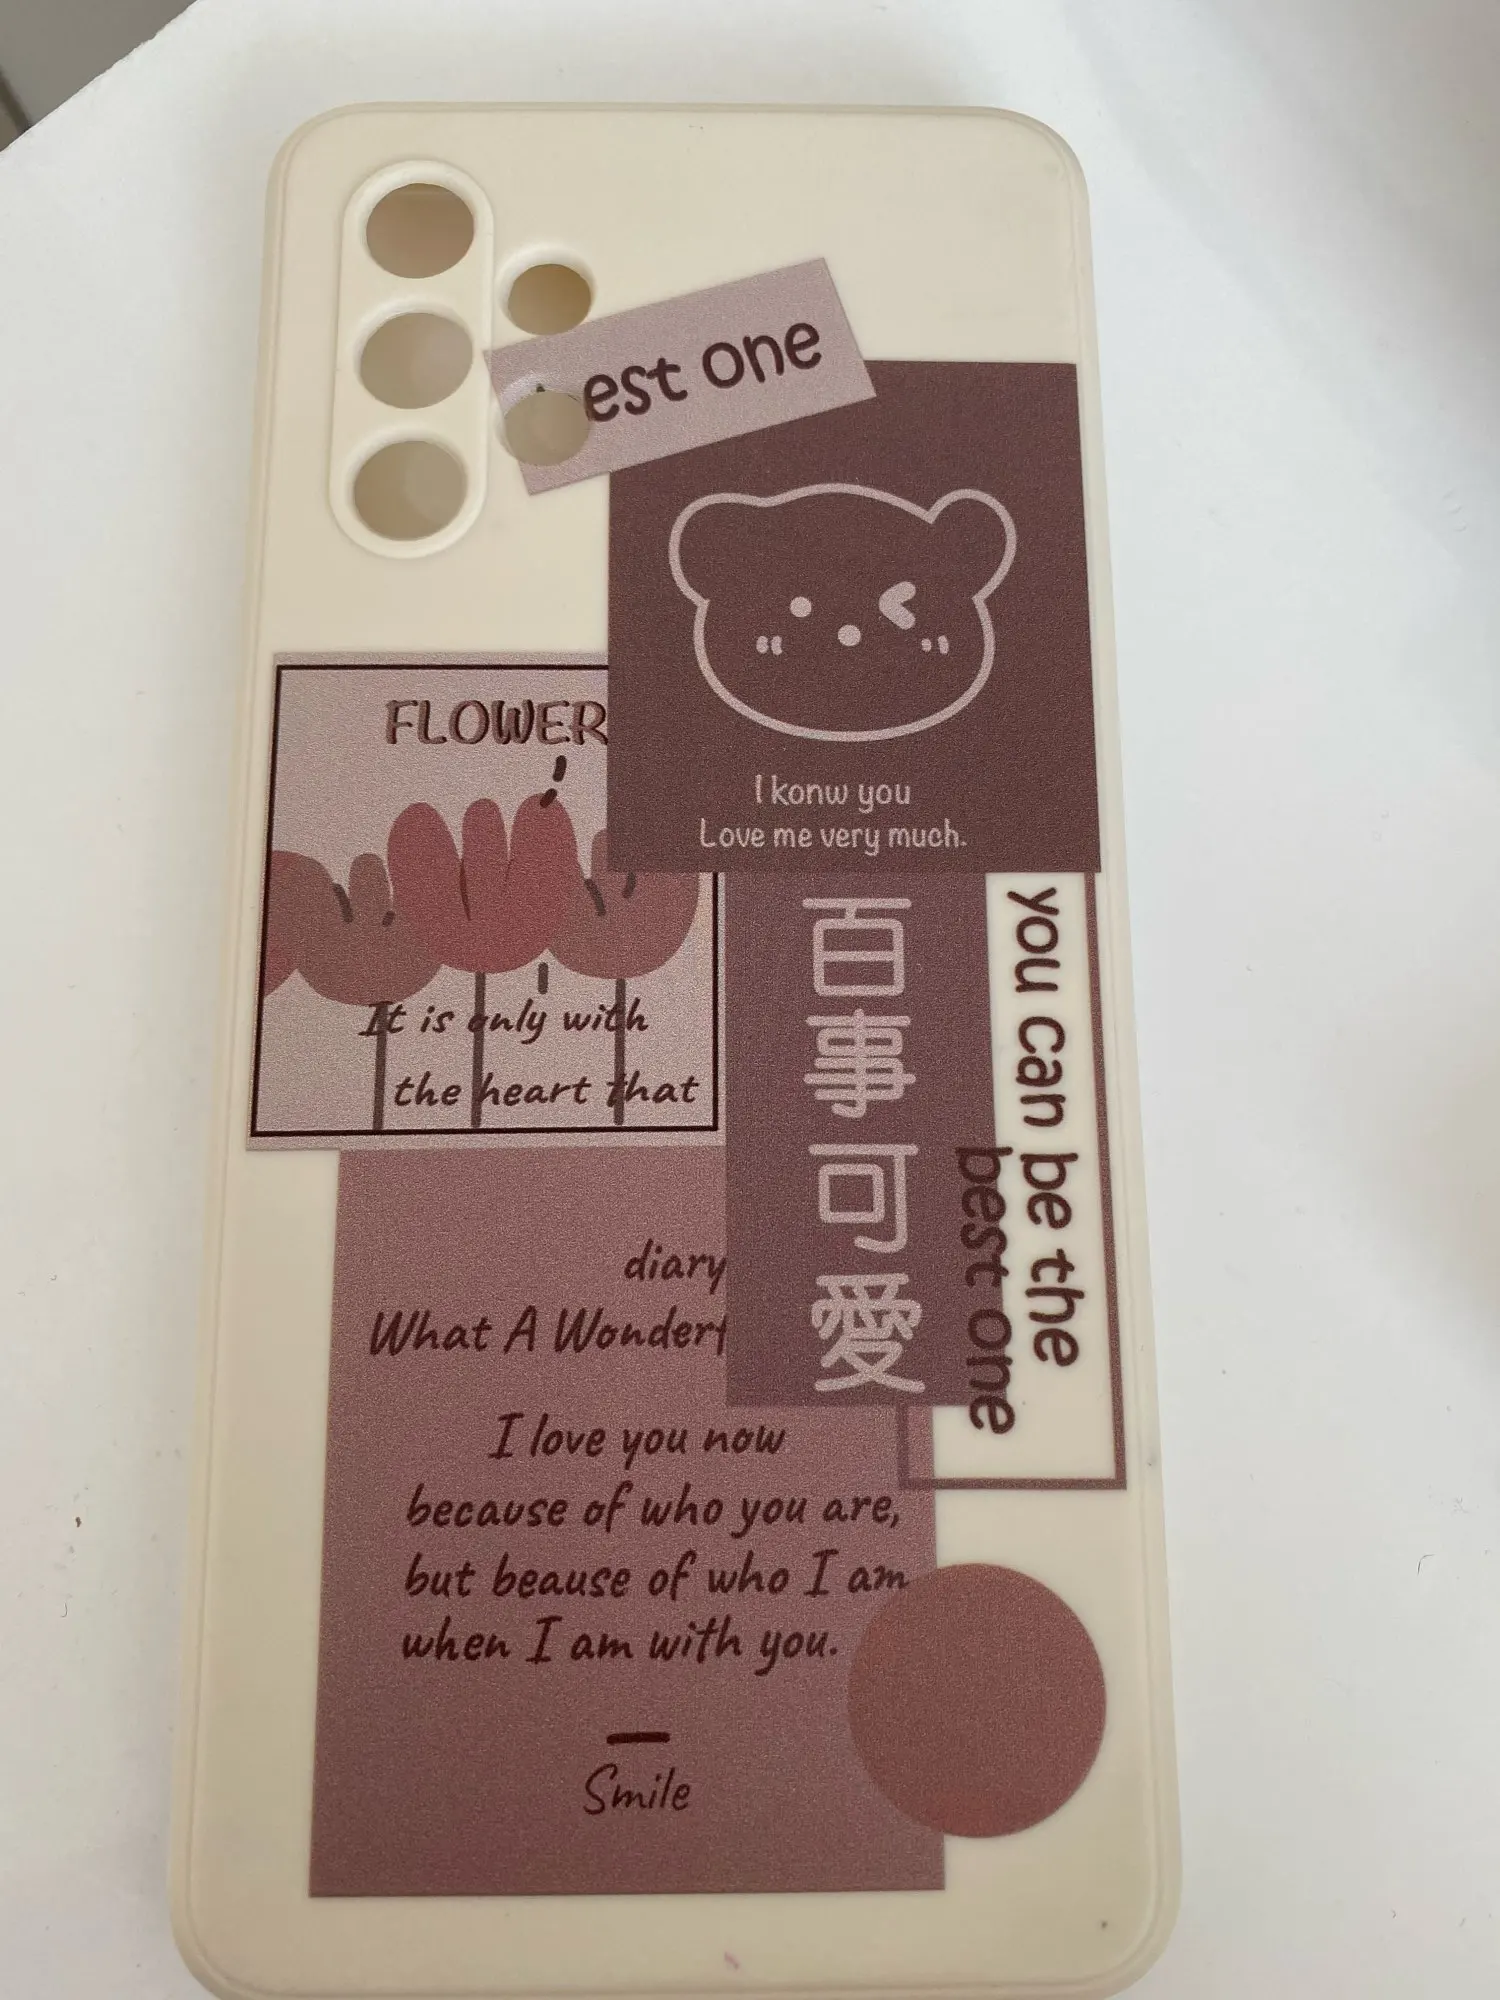 est one
I konw you
Love me very much.
FLOWER
It is only with
the heart that
百事可愛
you can be the
best one
diary
What A Wonderf
I love you now
because of who you are,
but beause of who I am
when I am with you.
Smile